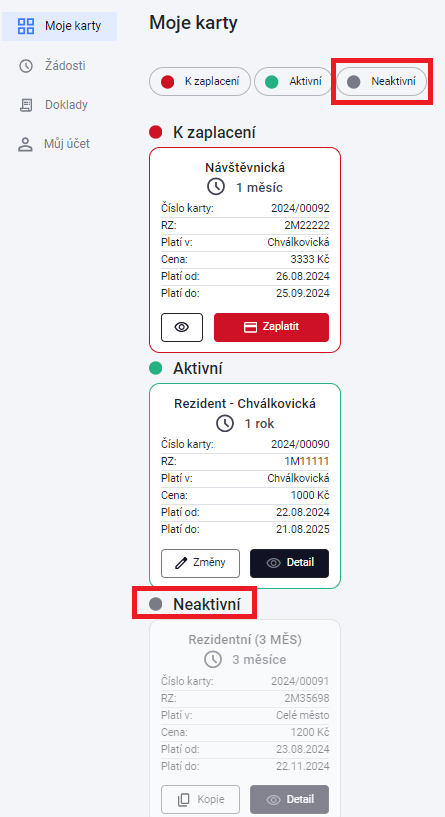 Moje karty
Žádosti
Doklady
Můj účet
Moje karty
K zaplacení Aktivní Neaktivní
K zaplacení
Návštěvnická
1 měsíc
Číslo karty: 2024/00092
RZ: 2M22222
Platí v: Chválkovická
Cena: 3333 Kč
Platí od: 26.08.2024
Platí do: 25.09.2024
Zaplatit
Aktivní
Rezident - Chválkovická
1 rok
Číslo karty: 2024/00090
RZ: 1M11111
Platí v: Chválkovická
Cena: 1000 Kč
Platí od: 22.08.2024
Platí do: 21.08.2025
Změny Detail
Neaktivní
Rezidentní (3 MĚS)
3 měsíce
Číslo karty: 2024/00091
RZ: 2M35698
Platí v: Celé město
Cena: 1200 Kč
Platí od: 23.08.2024
Platí do: 22.11.2024
Kopie Detail